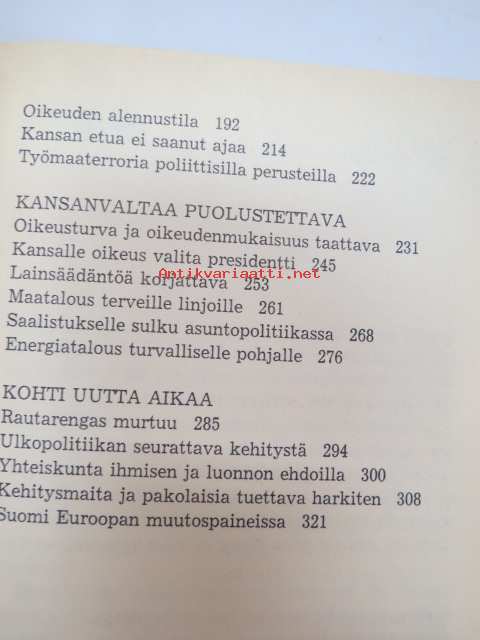 Oikeuden alennustila 192
Kansan etua ei saanut ajaa 214
Työmaaterroria poliittisilla perusteilla 222
KANSANVALTAA PUOLUSTETTAVA
Oikeusturva ja oikeudenmukaisuus taattava 231
Kansalle oikeus valita presidentti 245
Lainsäädäntöä korjattava 253
Antikvariaatti.net
Maatalous terveille linjoille 261
Saalistukselle sulku asuntopolitiikassa 268
Energiatalous turvalliselle pohjalle 276
KOHTI UUTTA AIKAA
Rautarengas murtuu 285
Ulkopolitiikan seurattava kehitystä 294
Yhteiskunta ihmisen ja luonnon ehdoilla 300
Kehitysmaita ja pakolaisia tuettava harkiten 308
Suomi Euroopan muutospaineissa 321